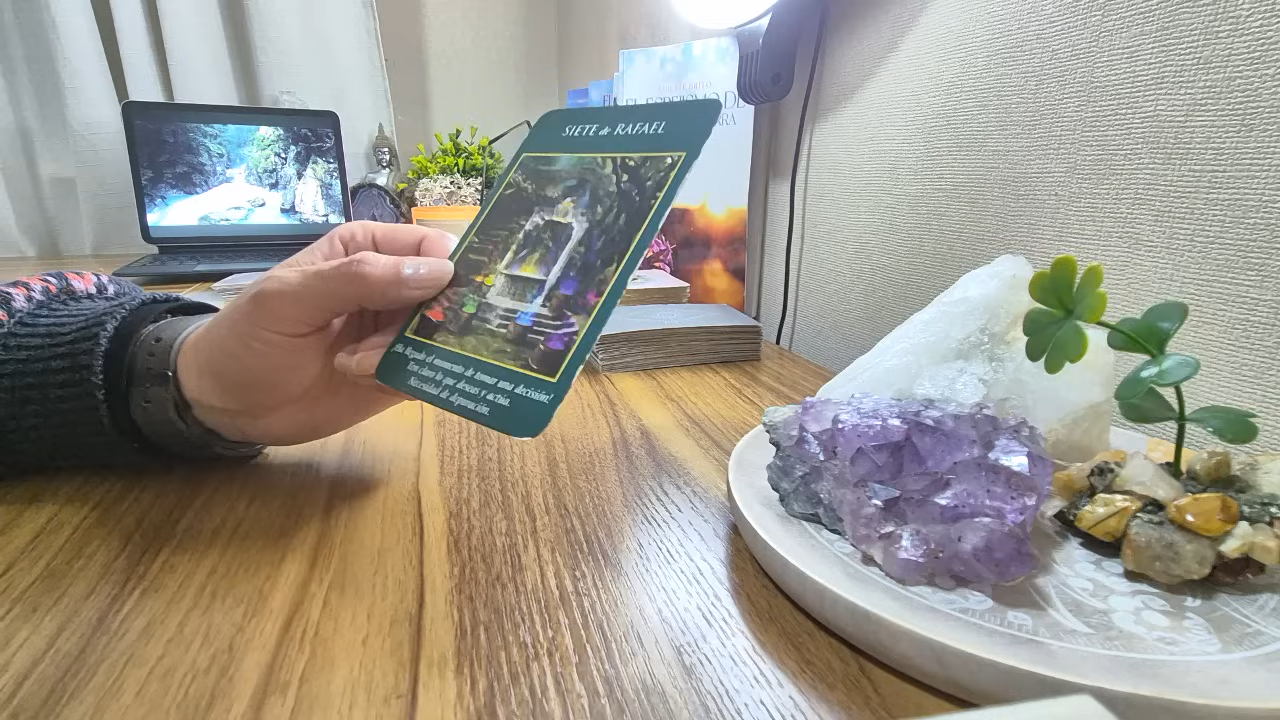 SIETE de RAFAEL
¡Ha llegado el momento de tomar una decisión!
Ten claro lo que deseas y actúa.
Necesidad de depuración.
EL ESPEJISMO DE